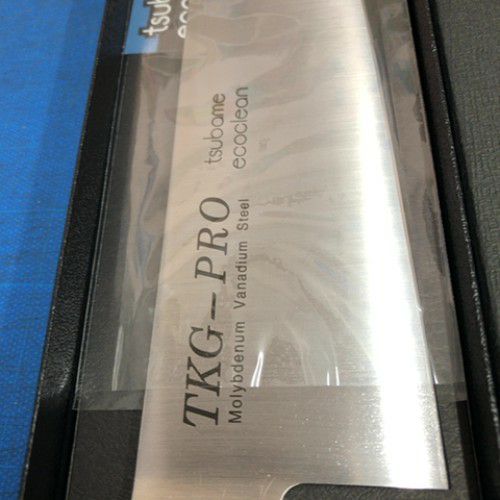 TKG-PRO
Molybdenum Vanadium Steel
tsubame
ecoclean